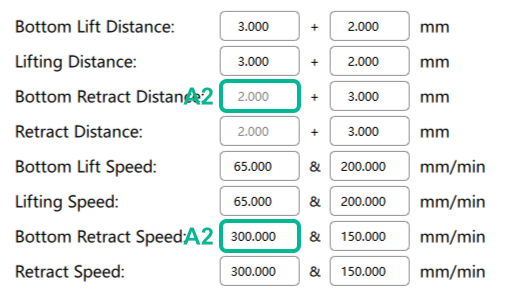 Bottom Lift Distance: 3.000 + 2.000 mm
Lifting Distance: 3.000 + 2.000 mm
Bottom Retract Distance: A2 2.000 + 3.000 mm
Retract Distance: 2.000 + 3.000 mm
Bottom Lift Speed: 65.000 & 200.000 mm/min
Lifting Speed: 65.000 & 200.000 mm/min
Bottom Retract Speed: A2 300.000 & 150.000 mm/min
Retract Speed: 300.000 & 150.000 mm/min